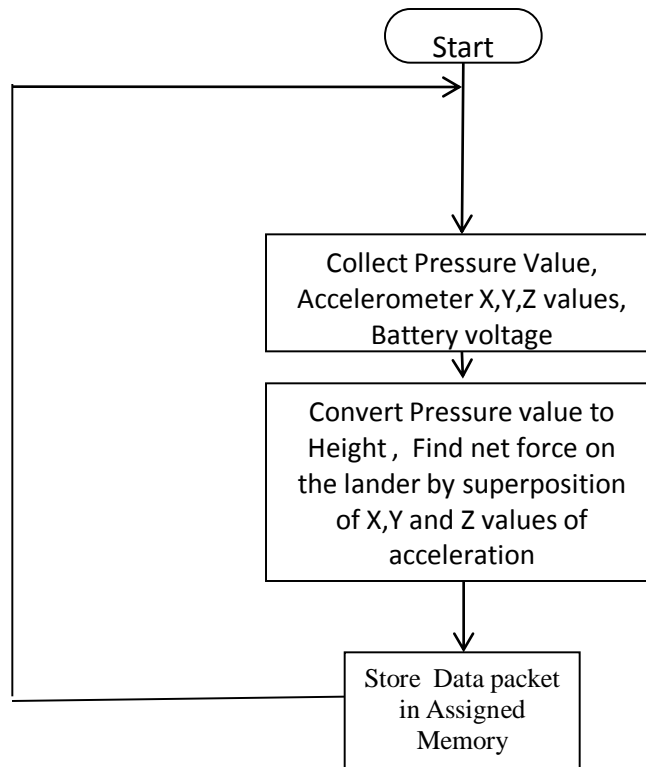 Start
Collect Pressure Value,
Accelerometer X,Y,Z values,
Battery voltage
Convert Pressure value to
Height , Find net force on
the lander by superposition
of X,Y and Z values of
acceleration
Store Data packet
in Assigned
Memory